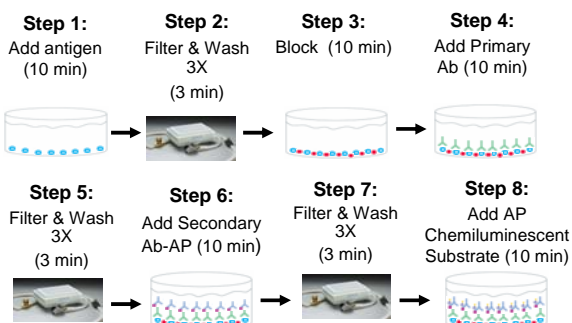 Step 1:
Add antigen
(10 min)
Step 2:
Filter & Wash
3X
(3 min)
Step 3:
Block (10 min)
Step 4:
Add Primary
Ab (10 min)
Step 5:
Filter & Wash
3X
(3 min)
Step 6:
Add Secondary
Ab-AP (10 min)
Step 7:
Filter & Wash
3X
(3 min)
Step 8:
Add AP
Chemiluminescent
Substrate (10 min)